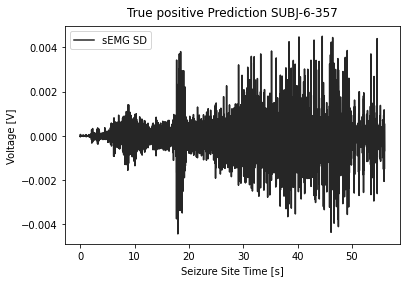 True positive Prediction SUBJ-6-357
sEMG SD
Voltage [V]
0.004
0.002
0.000
−0.002
−0.004
0 10 20 30 40 50
Seizure Site Time [s]